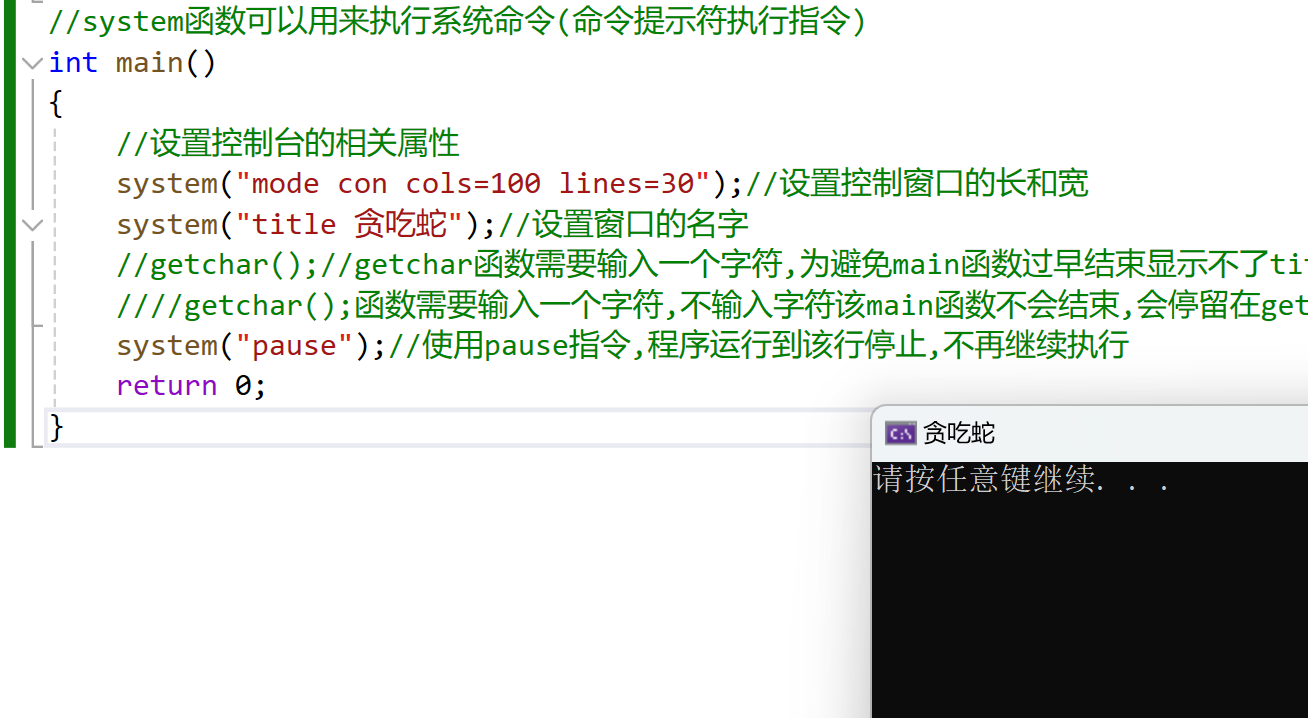 //system函数可以用来执行系统命令(命令提示符执行指令)
int main()
{
//设置控制台的相关属性
system("mode con cols=100 lines=30");//设置控制窗口的长和宽
system("title 贪吃蛇");//设置窗口的名字
//getchar();//getchar函数需要输入一个字符,为避免main函数过早结束显示不了tit
////getchar();函数需要输入一个字符,不输入字符该main函数不会结束,会停留在get
system("pause");//使用pause指令,程序运行到该行停止,不再继续执行
return 0;
}
C:\ 贪吃蛇
请按任意键继续. . .